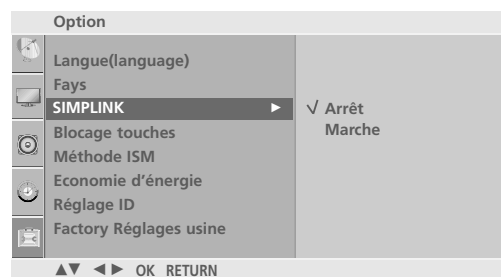 Option
Langue(language)
Fays
SIMPLINK ►
Blocage touches
Méthode ISM
Economie d'énergie
Réglage ID
Factory Réglages usine
√ Arrêt
Marche
▲▼ ◄► OK RETURN